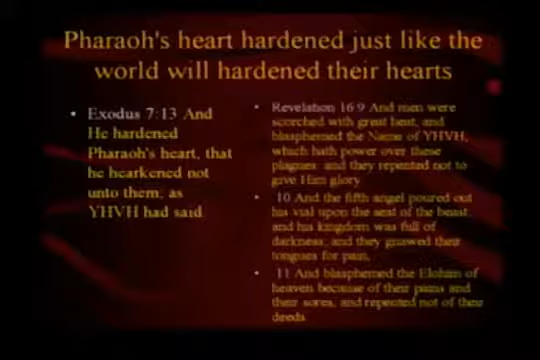 Pharaoh's heart hardened just like the
world will hardened their hearts
• Exodus 7:13 And
He hardened
Pharaoh's heart, that
he hearkened not
unto them; as
YHVH had said
• Revelation 16:9 And men were
scorched with great heat, and
blasphemed the Name of YHVH,
which hath power over these
plagues: and they repented not to
give Him glory
• 10 And the fifth angel poured out
his vial upon the seat of the beast;
and his kingdom was full of
darkness; and they gnawed their
tongues for pain,
• 11 And blasphemed the Elohim of
heaven because of their pains and
their sores, and repented not of their
deeds